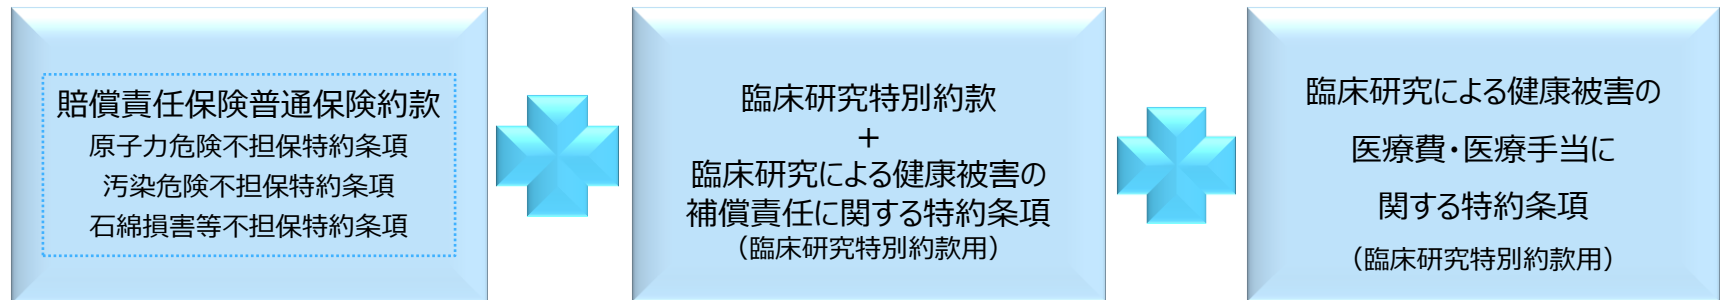 賠償責任保険普通保険約款
原子力危険不担保特約条項
汚染危険不担保特約条項
石綿損害等不担保特約条項
臨床研究特別約款
+
臨床研究による健康被害の
補償責任に関する特約条項
（臨床研究特別約款用）
臨床研究による健康被害の
医療費・医療手当に
関する特約条項
（臨床研究特別約款用）